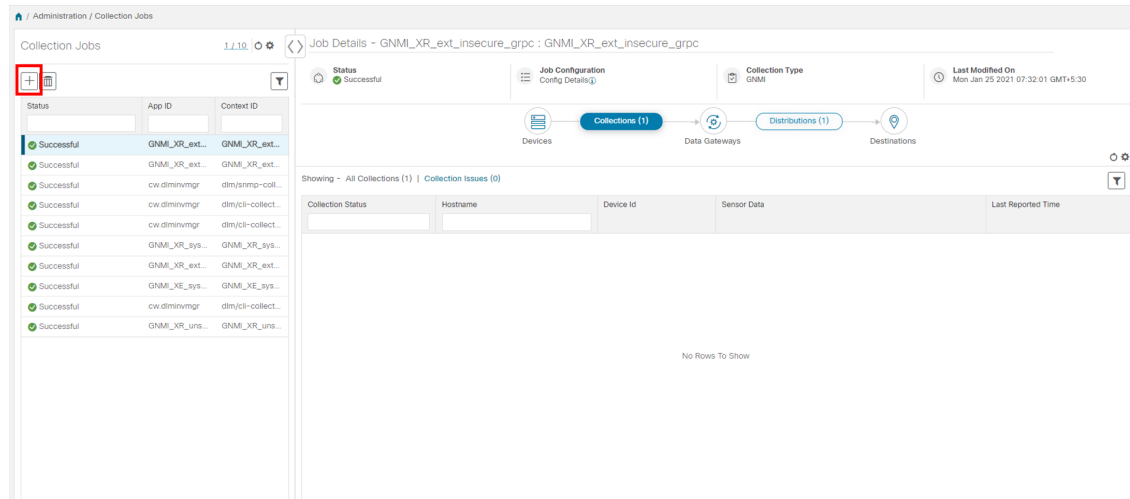 / Administration / Collection Jobs
Collection Jobs
1 / 10
Job Details - GNMI_XR_ext_insecure_grpc : GNMI_XR_ext_insecure_grpc
Status
Successful
Job Configuration
Config Details
Collection Type
GNMI
Last Modified On
Mon Jan 25 2021 07:32:01 GMT+5:30
Status App ID Context ID
Successful GNMI_XR_ext... GNMI_XR_ext...
Successful GNMI_XR_ext... GNMI_XR_ext...
Successful cw.dlminvmgr dlm/snmp-coll...
Successful cw.dlminvmgr dlm/cli-collect...
Successful cw.dlminvmgr dlm/cli-collect...
Successful GNMI_XR_sys... GNMI_XR_sys...
Successful GNMI_XR_ext... GNMI_XR_ext...
Successful GNMI_XE_sys... GNMI_XE_sys...
Successful cw.dlminvmgr dlm/cli-collect...
Successful GNMI_XR_uns... GNMI_XR_uns...
Collections (1)
Distributions (1)
Devices Data Gateways Destinations
Showing - All Collections (1) | Collection Issues (0)
Collection Status Hostname Device Id Sensor Data Last Reported Time
No Rows To Show